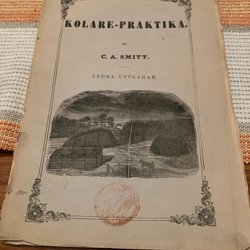 KOLARE-PRAKTIKA.
AF
C. A. SMITT.
ANDRA UPPLAGAN.